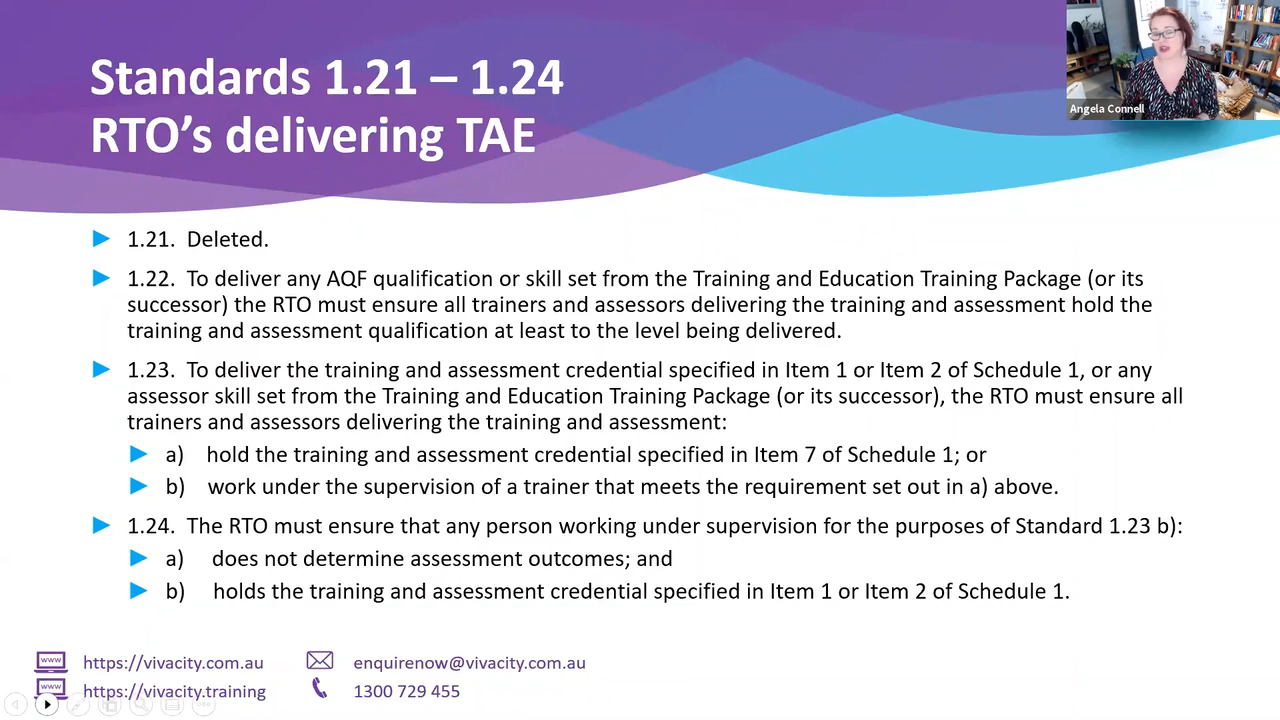 Standards 1.21 – 1.24
RTO’s delivering TAE
Angela Connell
1.21. Deleted.
1.22. To deliver any AQF qualification or skill set from the Training and Education Training Package (or its
successor) the RTO must ensure all trainers and assessors delivering the training and assessment hold the
training and assessment qualification at least to the level being delivered.
1.23. To deliver the training and assessment credential specified in Item 1 or Item 2 of Schedule 1, or any
assessor skill set from the Training and Education Training Package (or its successor), the RTO must ensure all
trainers and assessors delivering the training and assessment:
a) hold the training and assessment credential specified in Item 7 of Schedule 1; or
b) work under the supervision of a trainer that meets the requirement set out in a) above.
1.24. The RTO must ensure that any person working under supervision for the purposes of Standard 1.23 b):
a) does not determine assessment outcomes; and
b) holds the training and assessment credential specified in Item 1 or Item 2 of Schedule 1.
www https://vivacity.com.au enquirenow@vivacity.com.au
www https://vivacity.training 1300 729 455